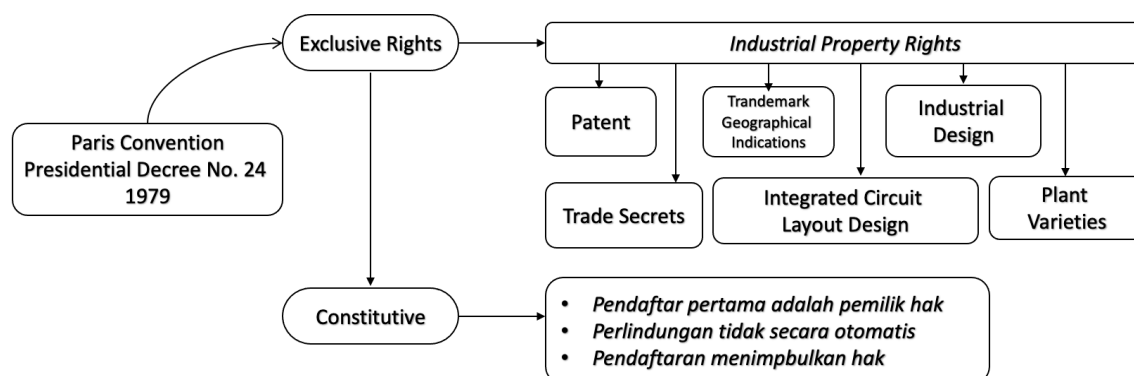 Exclusive Rights
Industrial Property Rights
Paris Convention
Presidential Decree No. 24
1979
Patent
Trandemark
Geographical
Indications
Industrial
Design
Trade Secrets
Integrated Circuit
Layout Design
Plant
Varieties
Constitutive
• Pendaftar pertama adalah pemilik hak
• Perlindungan tidak secara otomatis
• Pendaftaran menimpbulkan hak